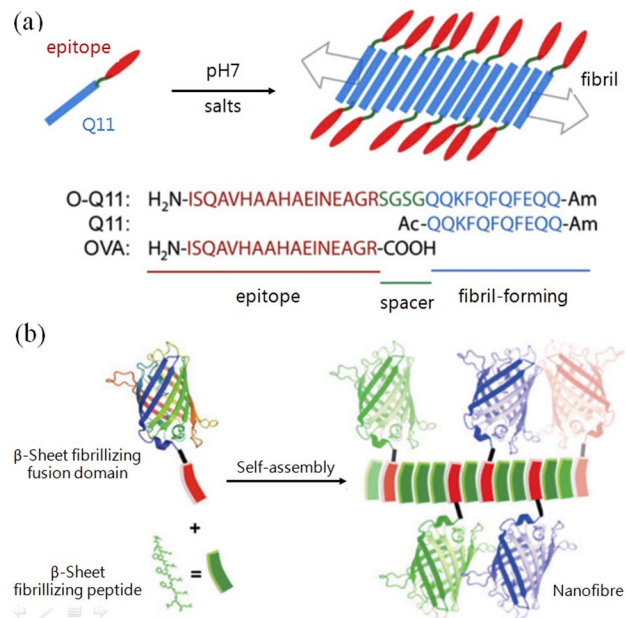 (a)
epitope
Q11
pH7
salts
fibril
O-Q11: H₂N-ISQAVHAAHAEINEAGRSGSGQQKFQFQFEQQ-Am
Q11: Ac-QQKFQFQFEQQ-Am
OVA: H₂N-ISQAVHAAHAEINEAGR-COOH
epitope spacer fibril-forming
(b)
β-Sheet fibrillizing
fusion domain
+
β-Sheet
fibrillizing peptide
=
Self-assembly
Nanofibre